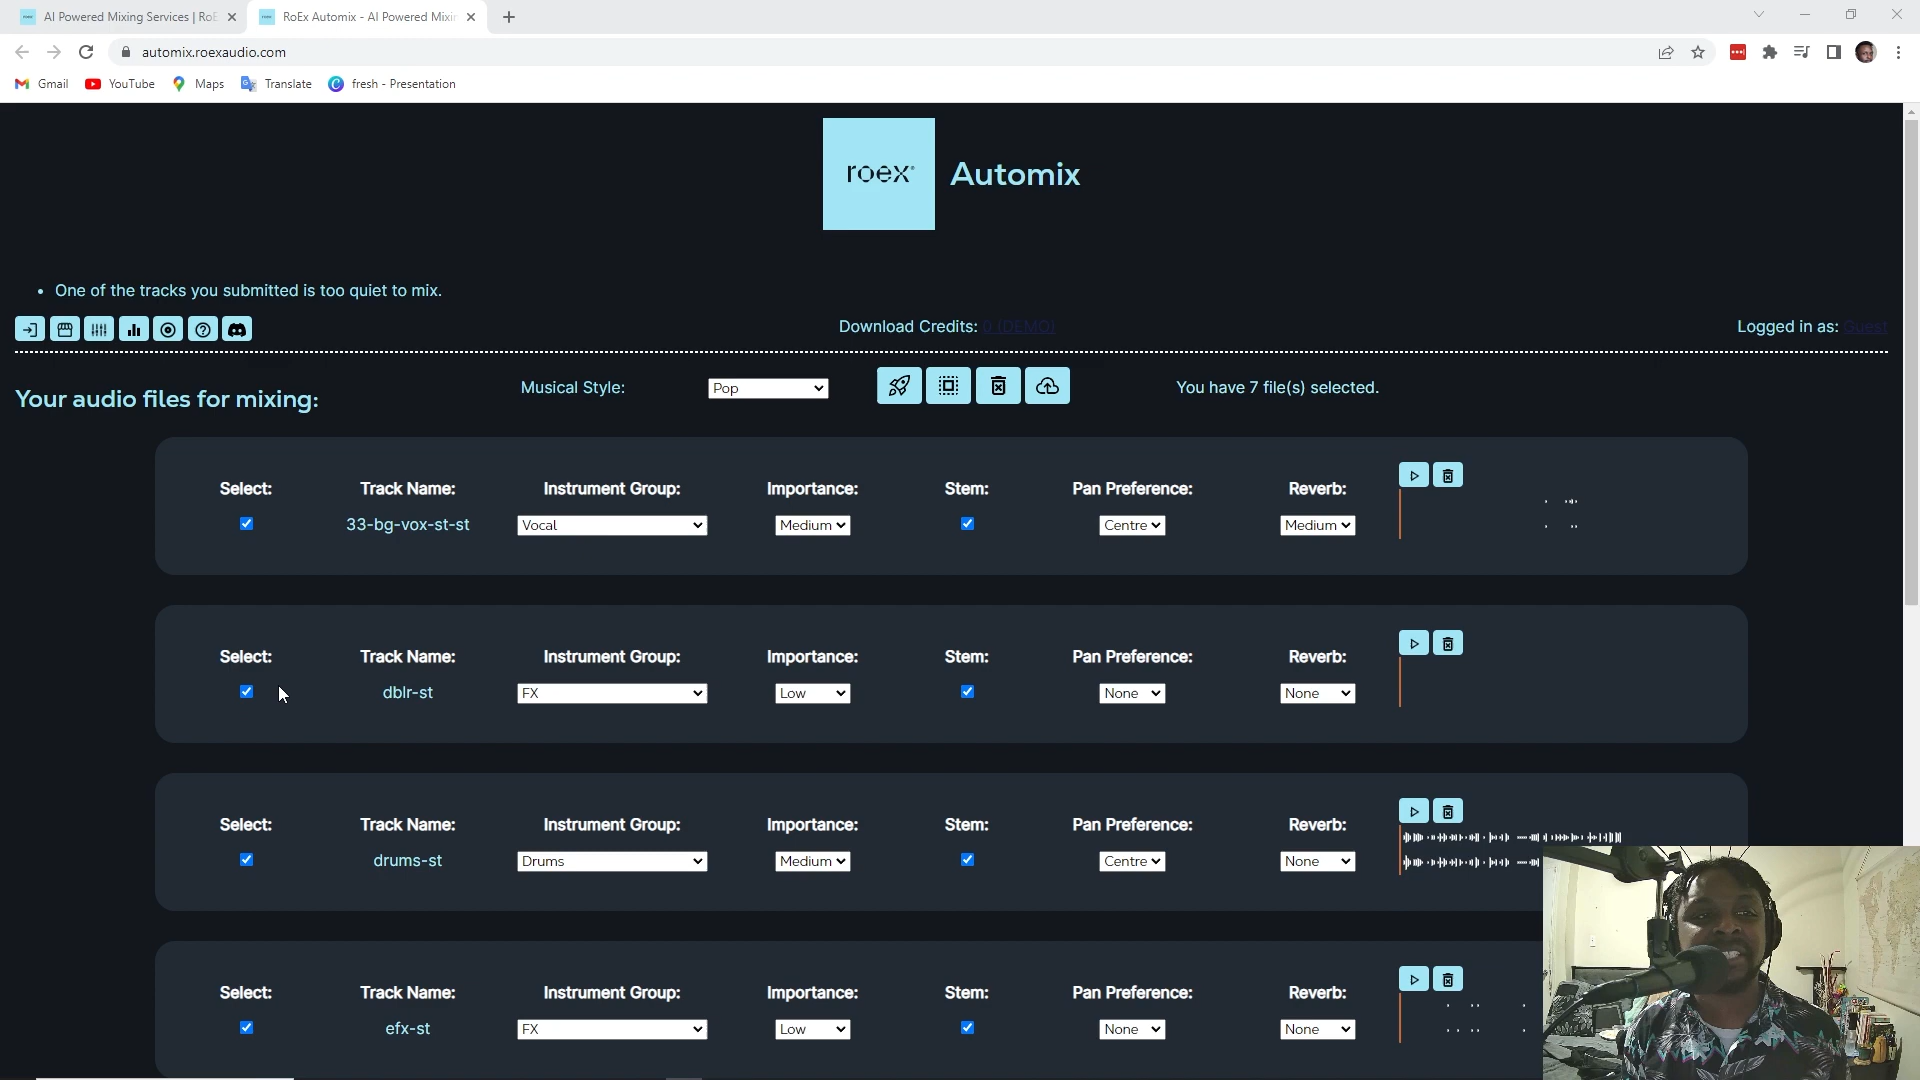 AI Powered Mixing Services | RoE
RoEx Automix - AI Powered Mixin
automix.roexaudio.com
Gmail
YouTube
Maps
Translate
fresh - Presentation
roex
Automix
• One of the tracks you submitted is too quiet to mix.
Download Credits: 0 (DEMO)
Logged in as: Guest
Your audio files for mixing:
Musical Style: Pop
You have 7 file(s) selected.
Select: Track Name: Instrument Group: Importance: Stem: Pan Preference: Reverb:
33-bg-vox-st-st Vocal Medium Centre Medium
Select: Track Name: Instrument Group: Importance: Stem: Pan Preference: Reverb:
dblr-st FX Low None None
Select: Track Name: Instrument Group: Importance: Stem: Pan Preference: Reverb:
drums-st Drums Medium Centre None
Select: Track Name: Instrument Group: Importance: Stem: Pan Preference: Reverb:
efx-st FX Low None None